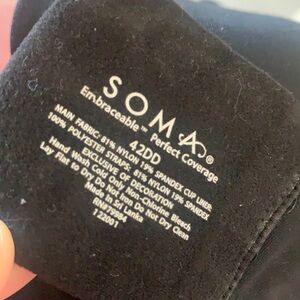 SOMA®
Embraceable™ Perfect Coverage
42DD
MAIN FABRIC: 81% NYLON 19% SPANDEX CUP LINER:
100% POLYESTER STRAPS: 81% NYLON 19% SPANDEX
EXCLUSIVE OF DECORATION
Hand Wash Cold Only Non-Chlorine Bleach
Lay Flat to Dry Do Not Iron Do Not Dry Clean
Made In Sri Lanka
RN#79984
122001